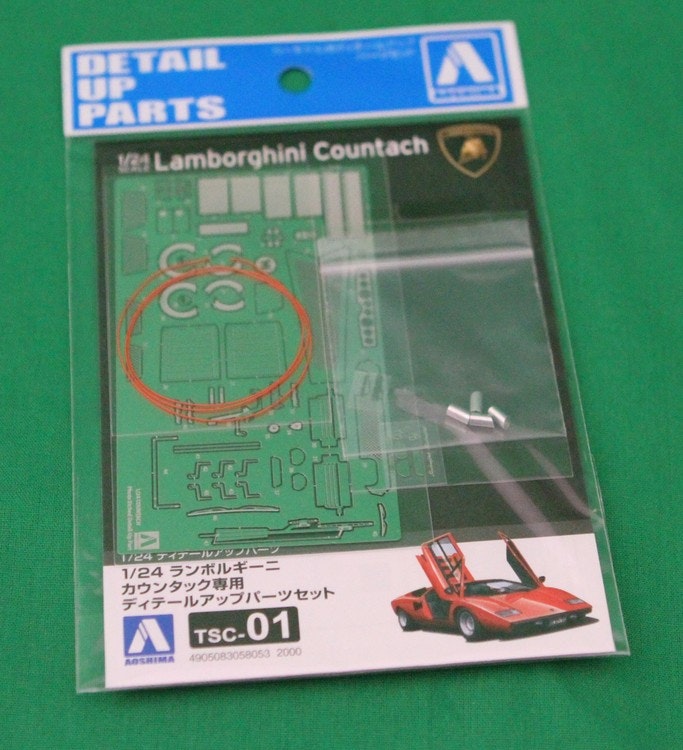 DETAIL
UP
PARTS
1/24
SCALE
Lamborghini Countach
1/24 ディテールアップパーツ
1/24 ランボルギーニ
カウンタック専用
ディテールアップパーツセット
AOSHIMA
TSC-01
4905083058053 2000